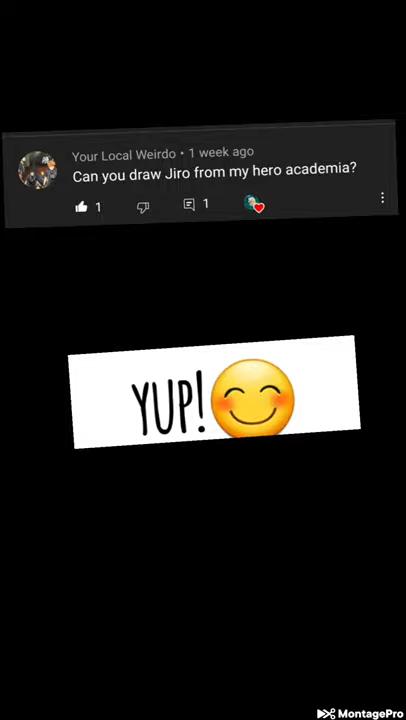 Your Local Weirdo • 1 week ago
Can you draw Jiro from my hero academia?
1
1
YUP!😊
MontagePro